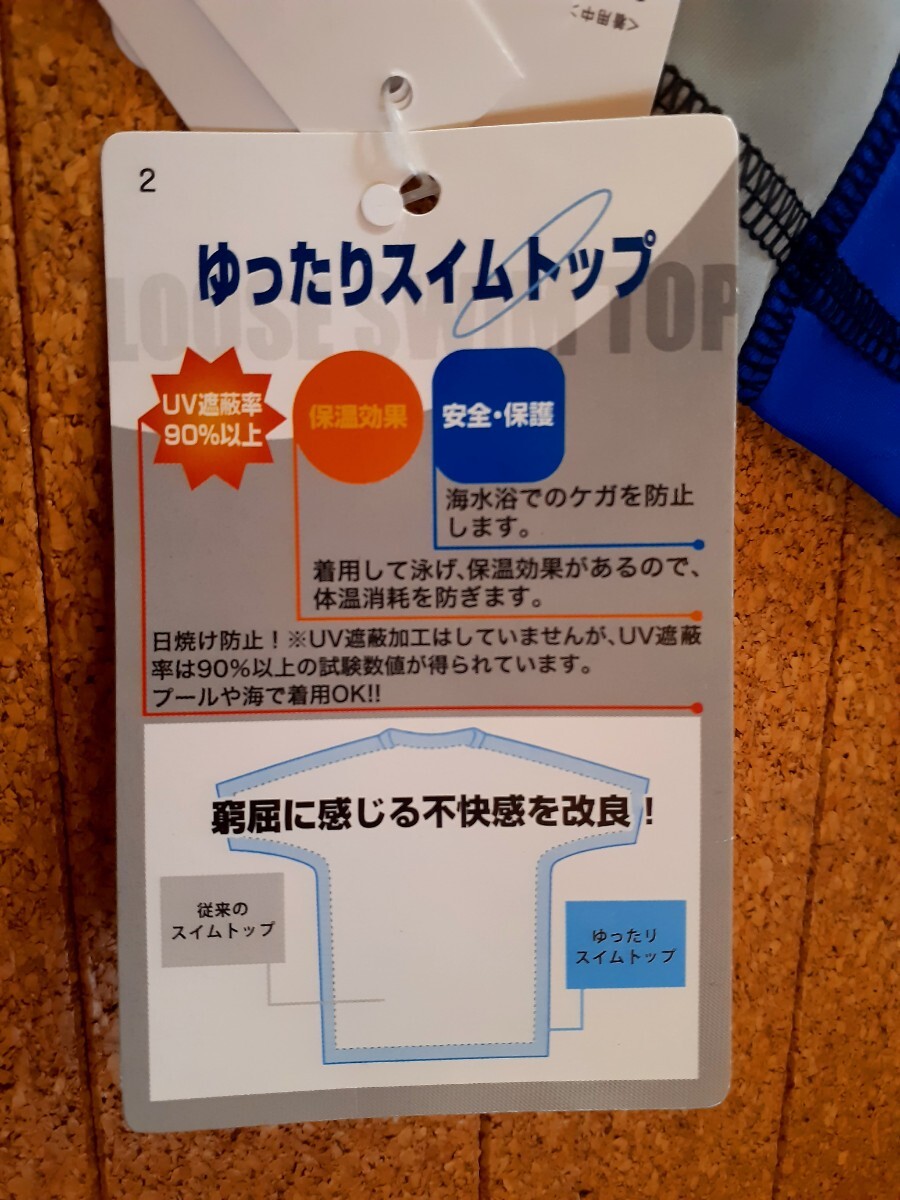 <着用中
2
ゆったりスイムトップ
LOOSE SWIM TOP
UV遮蔽率
90%以上
保温効果
安全・保護
海水浴でのケガを防止
します。
着用して泳げ、保温効果があるので、
体温消耗を防ぎます。
日焼け防止！※UV遮蔽加工はしていませんが、UV遮蔽
率は90%以上の試験数値が得られています。
プールや海で着用OK!!
窮屈に感じる不快感を改良！
従来の
スイムトップ
ゆったり
スイムトップ